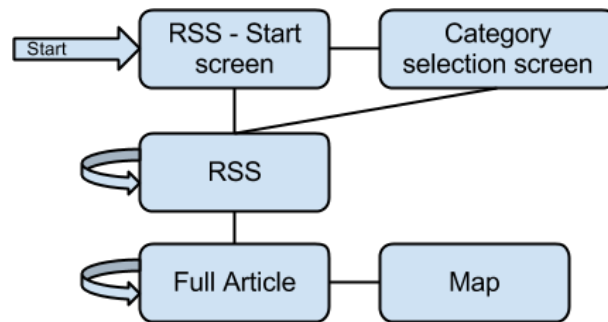 Start
RSS - Start
screen
Category
selection screen
RSS
Full Article
Map